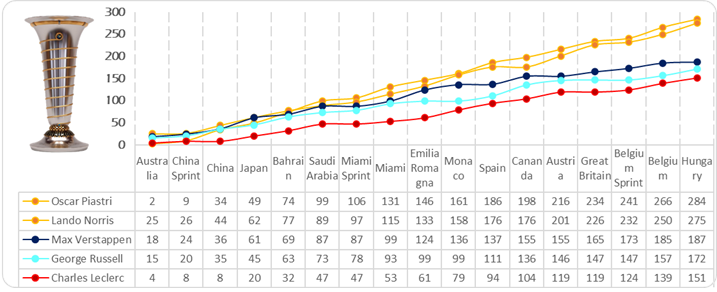 300
250
200
150
100
50
0
Austra China China Japan Bahrai Saudi Miami Miami Emilia Mona Spain Cana Austri Great Belgiu Belgiu Hunga
lia Sprint n Arabia Sprint Roma co nda a Britain m m ry
gna Sprint
Oscar Piastri 2 9 34 49 74 99 106 131 146 161 186 198 216 234 241 266 284
Lando Norris 25 26 44 62 77 89 97 115 133 158 176 176 201 226 232 250 275
Max Verstappen 18 24 36 61 69 87 87 99 124 136 137 155 155 165 173 185 187
George Russell 15 20 35 45 63 73 78 93 99 99 111 136 146 147 147 157 172
Charles Leclerc 4 8 8 20 32 47 47 53 61 79 94 104 119 119 124 139 151